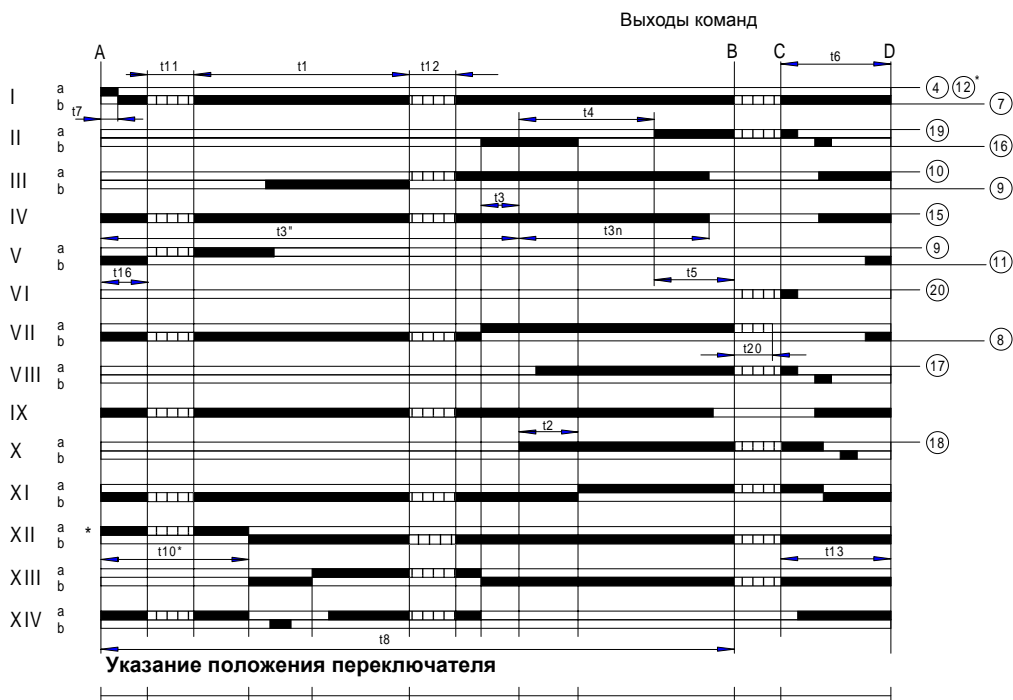 Выходы команд
A B C D
t11 t1 t12 t6
I a 4 12*
b 7
t7 t4
II a 19
b 16
III a 10
b 9
t3
IV 15
t3" t3n
V a 9
b 11
t16 t5
VI 20
VII a
b 8
t20
VIII a 17
b
IX
t2
X a 18
b
XI a
b
XII a *
b
t10* t13
XIII a
b
XIV a
b
t8
Указание положения переключателя